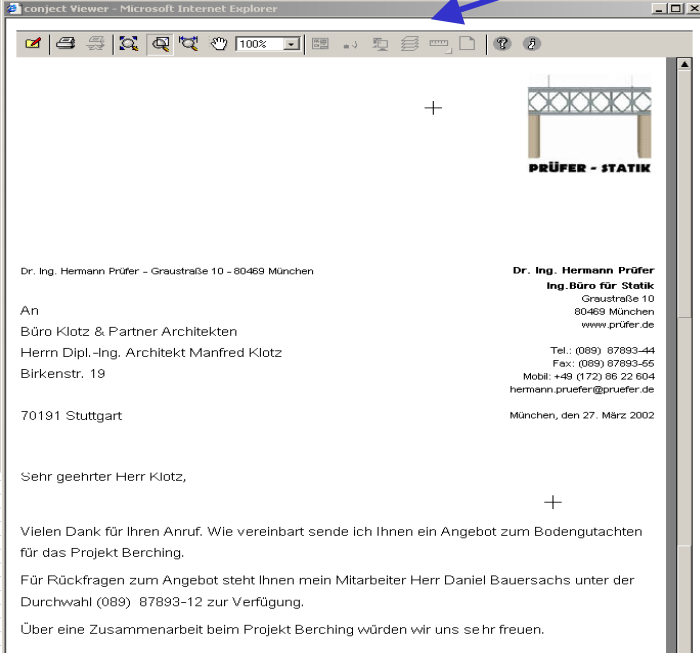 conject Viewer - Microsoft Internet Explorer
100%
PRÜFER - STATIK
Dr. Ing. Hermann Prüfer - Graustraße 10 - 80469 München
Dr. Ing. Hermann Prüfer
Ing.Büro für Statik
Graustraße 10
80469 München
www.prüfer.de
An
Büro Klotz & Partner Architekten
Herrn Dipl.-Ing. Architekt Manfred Klotz
Birkenstr. 19
Tel.: (089) 87893-44
Fax: (089) 87893-55
Mobil: +49 (172) 86 22 604
hermann.pruefer@pruefer.de
70191 Stuttgart
München, den 27. März 2002
Sehr geehrter Herr Klotz,
Vielen Dank für Ihren Anruf. Wie vereinbart sende ich Ihnen ein Angebot zum Bodengutachten
für das Projekt Berching.
Für Rückfragen zum Angebot steht Ihnen mein Mitarbeiter Herr Daniel Bauersachs unter der
Durchwahl (089) 87893-12 zur Verfügung.
Über eine Zusammenarbeit beim Projekt Berching würden wir uns sehr freuen.